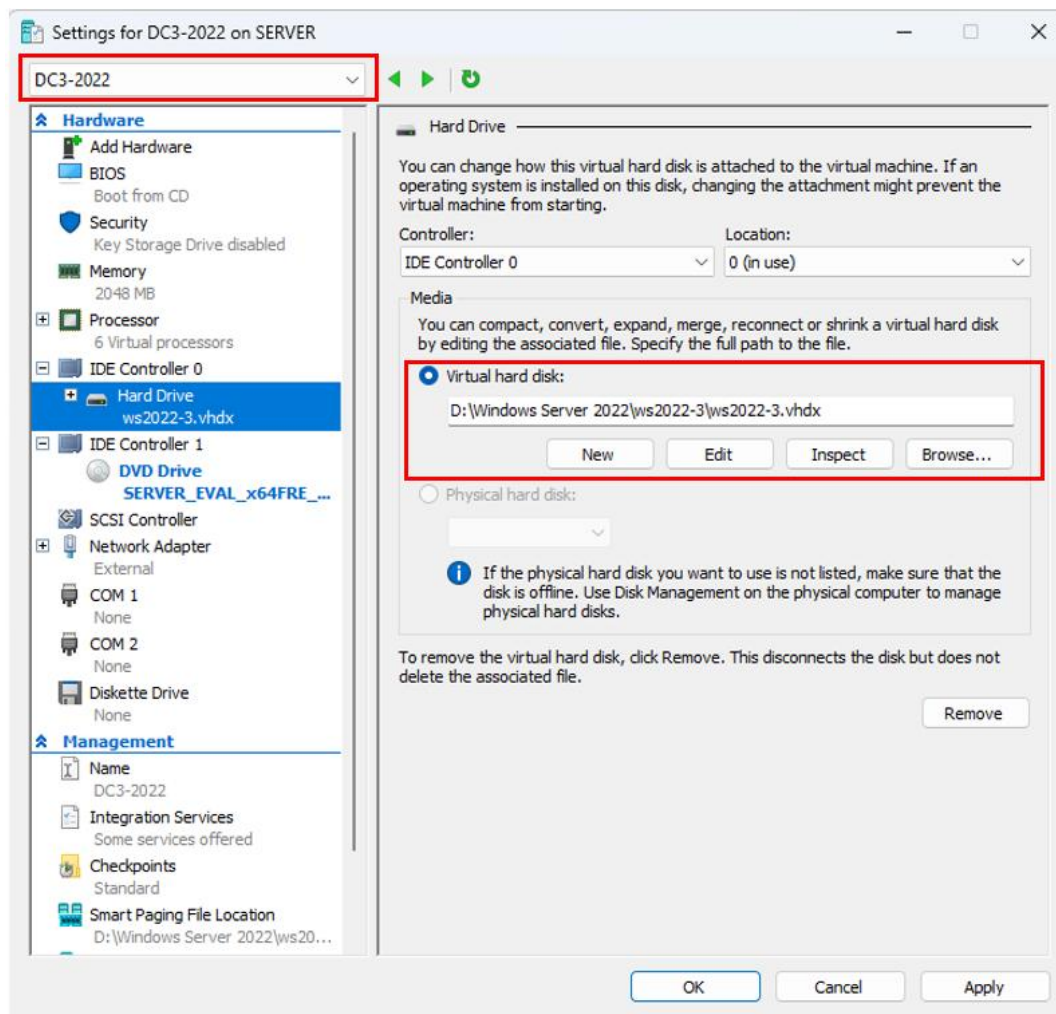 Settings for DC3-2022 on SERVER
DC3-2022
Hardware
Add Hardware
BIOS
Boot from CD
Security
Key Storage Drive disabled
Memory
2048 MB
Processor
6 Virtual processors
IDE Controller 0
Hard Drive
ws2022-3.vhdx
IDE Controller 1
DVD Drive
SERVER_EVAL_x64FRE_...
SCSI Controller
Network Adapter
External
COM 1
None
COM 2
None
Diskette Drive
None
Management
Name
DC3-2022
Integration Services
Some services offered
Checkpoints
Standard
Smart Paging File Location
D:\Windows Server 2022\ws20...
Hard Drive
You can change how this virtual hard disk is attached to the virtual machine. If an
operating system is installed on this disk, changing the attachment might prevent the
virtual machine from starting.
Controller:
Location:
IDE Controller 0
0 (in use)
Media
You can compact, convert, expand, merge, reconnect or shrink a virtual hard disk
by editing the associated file. Specify the full path to the file.
Virtual hard disk:
D:\Windows Server 2022\ws2022-3\ws2022-3.vhdx
New
Edit
Inspect
Browse...
Physical hard disk:
If the physical hard disk you want to use is not listed, make sure that the
disk is offline. Use Disk Management on the physical computer to manage
physical hard disks.
To remove the virtual hard disk, click Remove. This disconnects the disk but does not
delete the associated file.
Remove
OK
Cancel
Apply